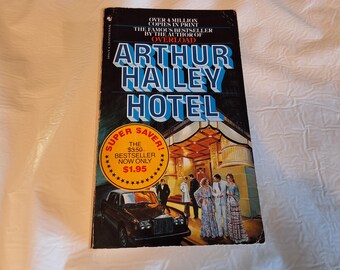 OVER 4 MILLION
COPIES IN PRINT
THE FAMOUS BESTSELLER
BY THE AUTHOR OF
OVERLOAD
ARTHUR
HAILEY
HOTEL
SUPER SAVER!
THE
$3.50
BESTSELLER
NOW ONLY
$1.95